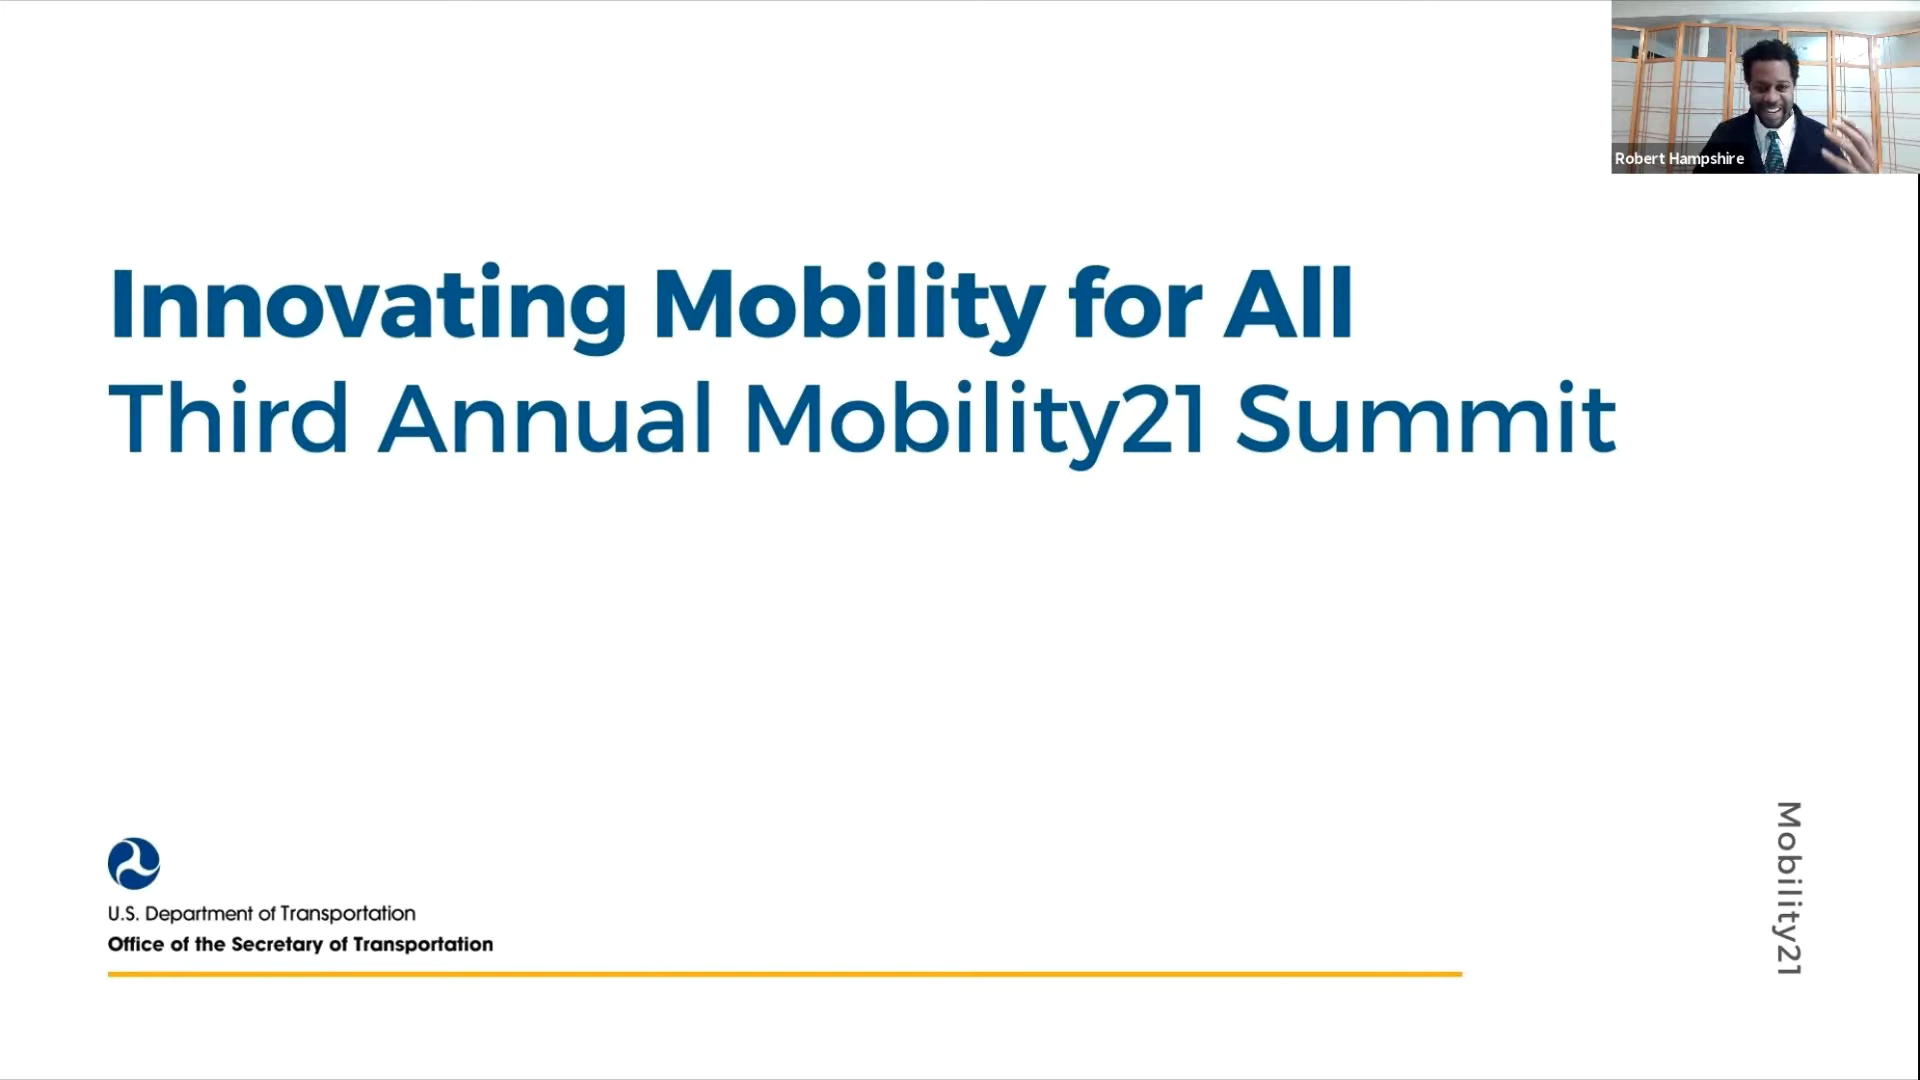 Robert Hampshire
Innovating Mobility for All
Third Annual Mobility21 Summit
U.S. Department of Transportation
Office of the Secretary of Transportation
Mobility21